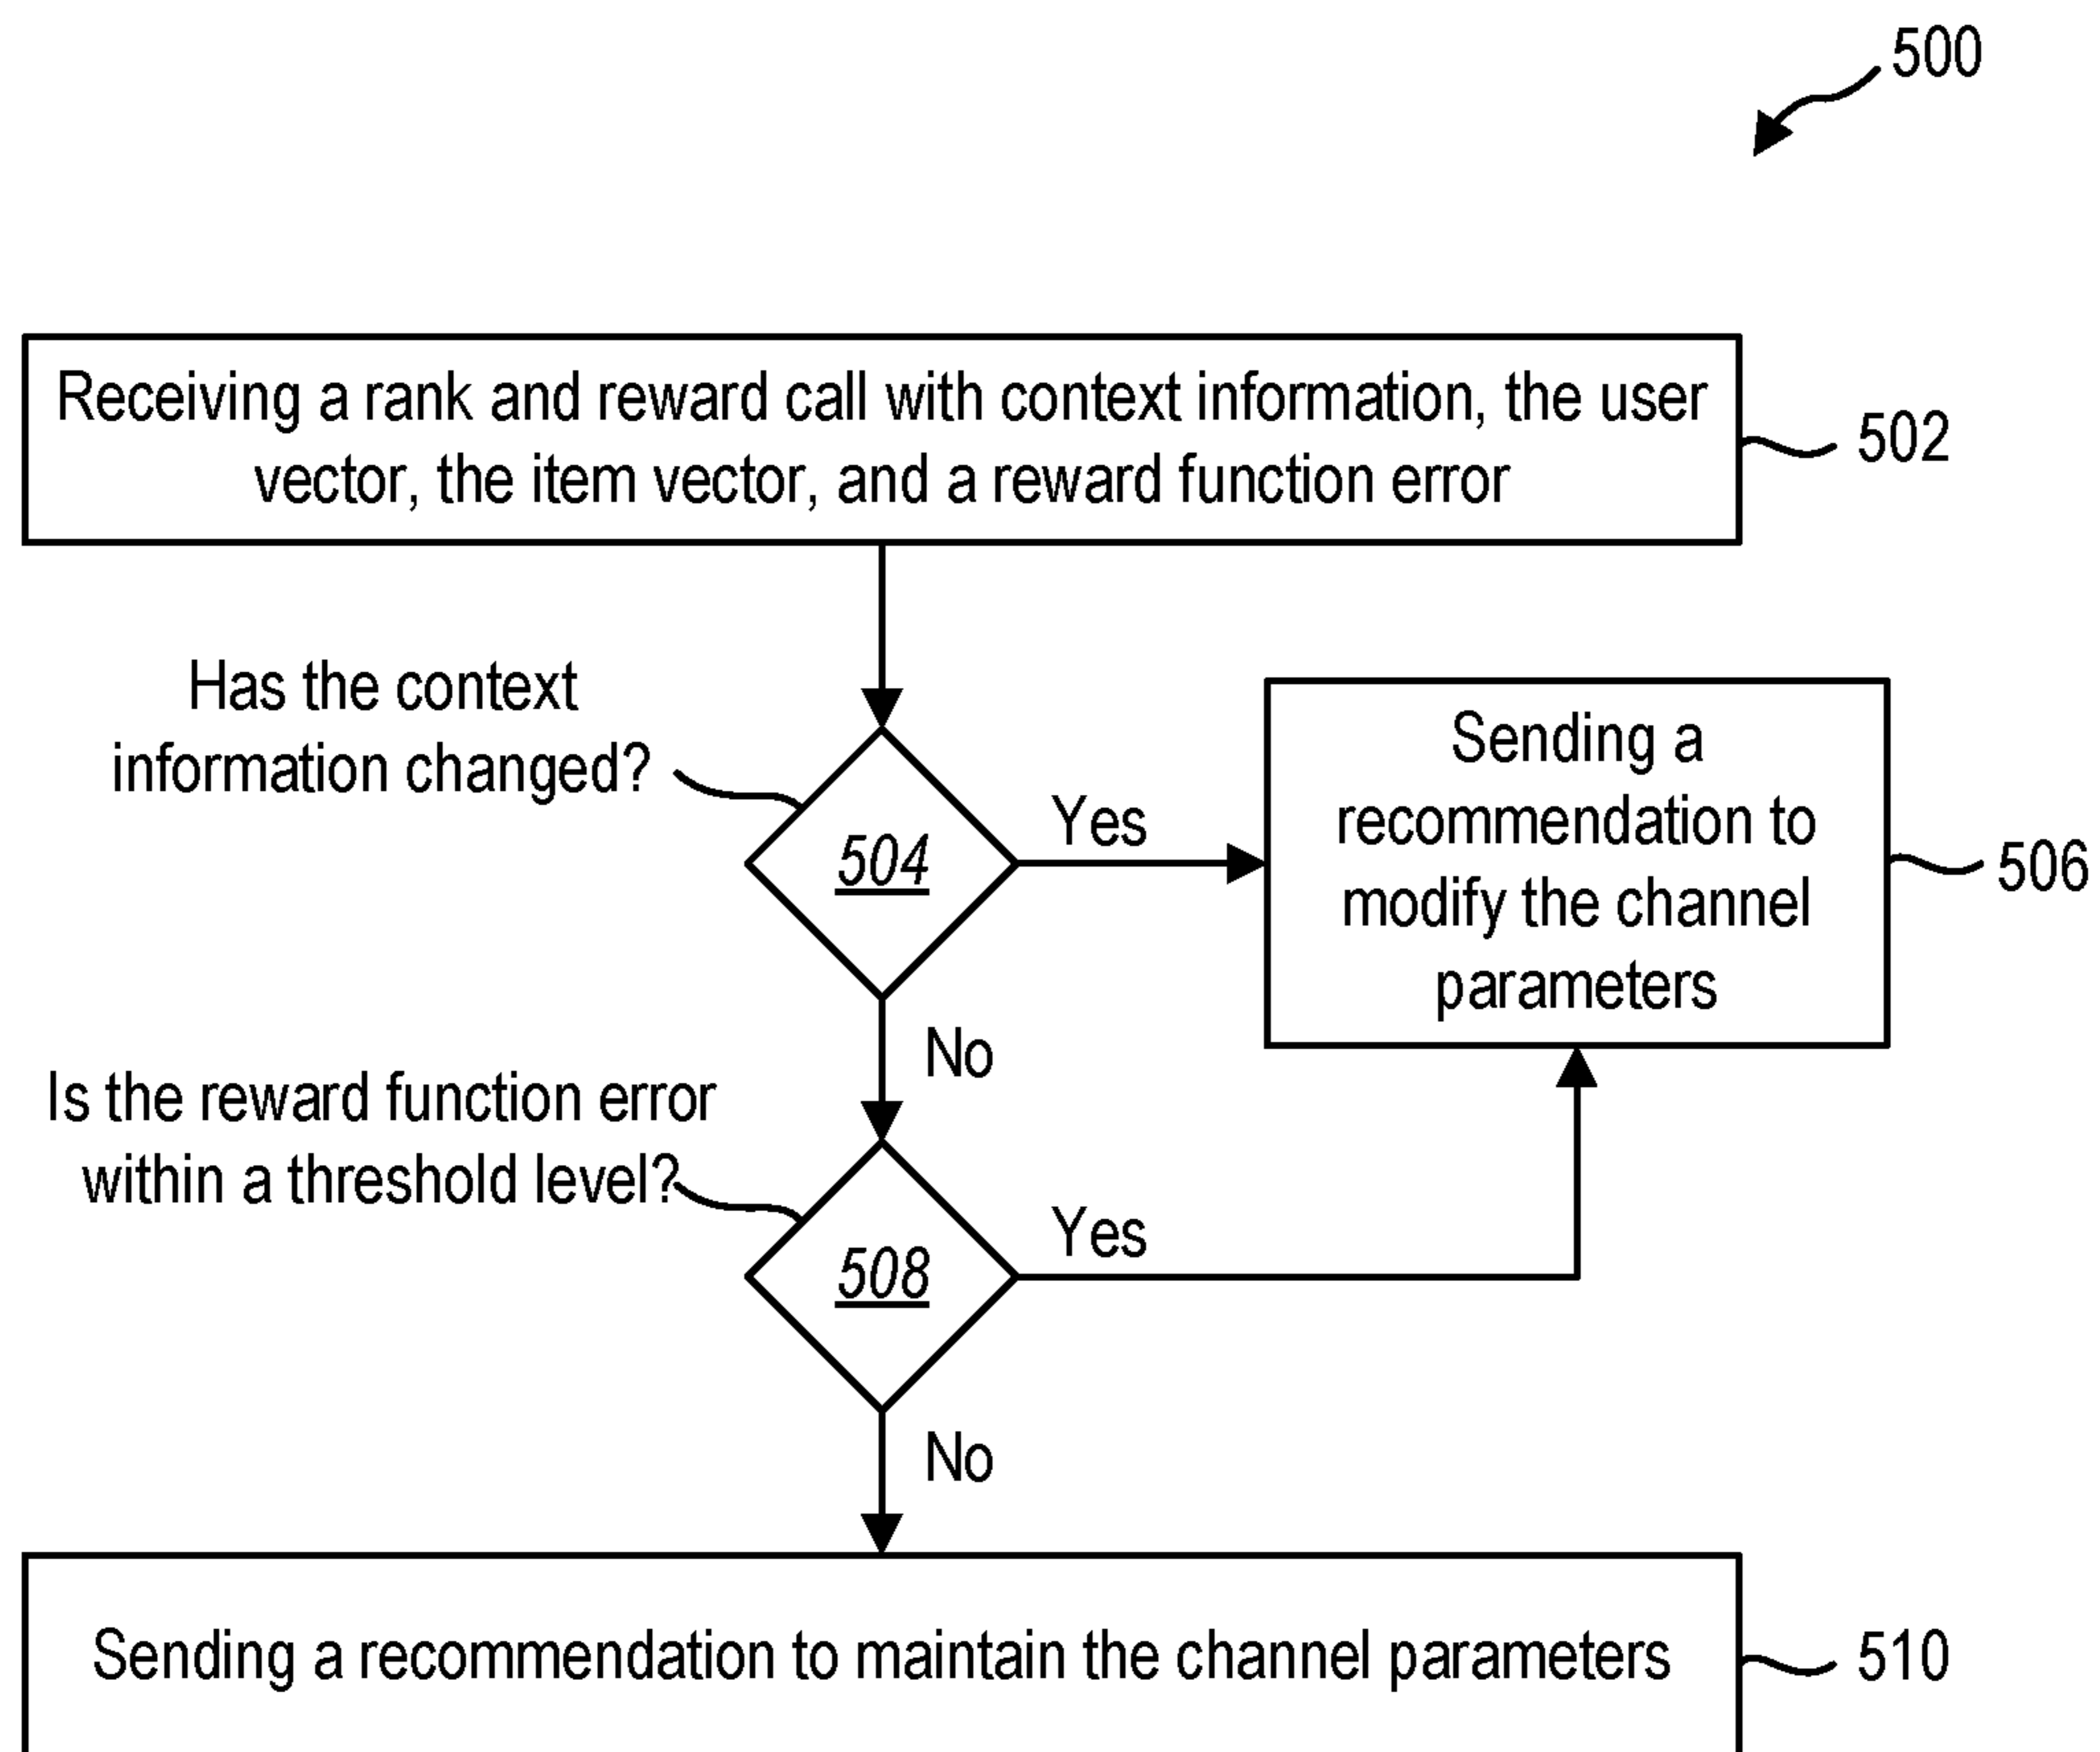 500
Receiving a rank and reward call with context information, the user
vector, the item vector, and a reward function error
502
Has the context
information changed?
504
Yes
Sending a
recommendation to
modify the channel
parameters
506
No
Is the reward function error
within a threshold level?
508
Yes
No
Sending a recommendation to maintain the channel parameters
510